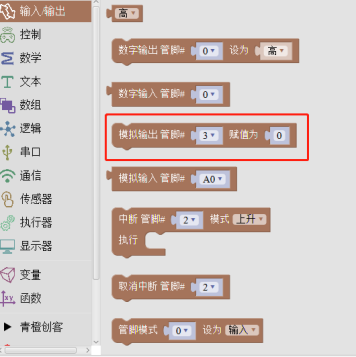 输入/输出
控制
数学
文本
数组
逻辑
串口
通信
传感器
执行器
显示器
变量
函数
青橙创客
高
数字输出 管脚# 0 设为 高
数字输入 管脚# 0
模拟输出 管脚# 3 赋值为 0
模拟输入 管脚# A0
中断 管脚# 2 模式 上升
执行
取消中断 管脚# 2
管脚模式 0 设为 输入